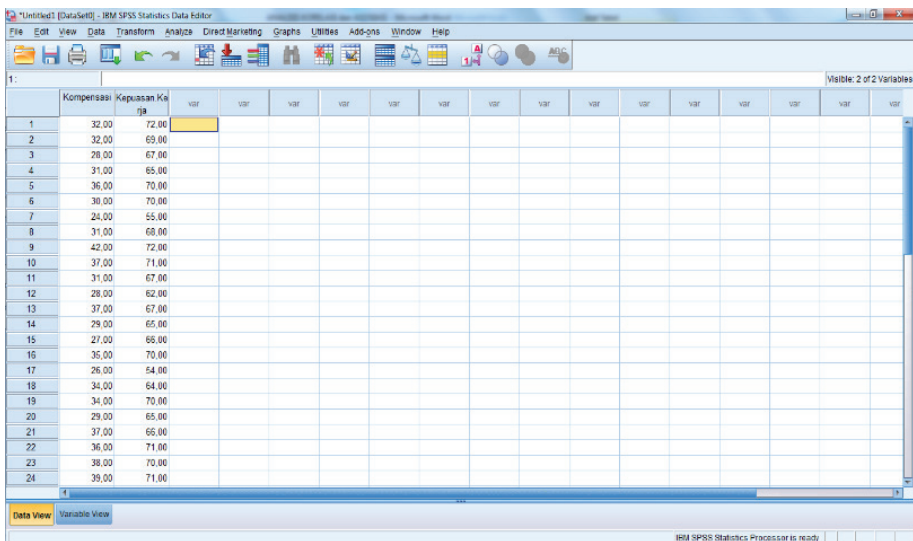 *Untitled1 [DataSet0] - IBM SPSS Statistics Data Editor
File Edit View Data Transform Analyze Direct Marketing Graphs Utilities Add-ons Window Help
1 :
Visible: 2 of 2 Variables
Kompensasi Kepuasan.Ka
rja var var var var var var var var var var var var var var
1 32,00 72,00
2 32,00 69,00
3 28,00 67,00
4 31,00 65,00
5 36,00 70,00
6 30,00 70,00
7 24,00 55,00
8 31,00 68,00
9 42,00 72,00
10 37,00 71,00
11 31,00 67,00
12 28,00 62,00
13 37,00 67,00
14 29,00 65,00
15 27,00 66,00
16 35,00 70,00
17 26,00 54,00
18 34,00 64,00
19 34,00 70,00
20 29,00 65,00
21 37,00 66,00
22 36,00 71,00
23 38,00 70,00
24 39,00 71,00
Data View Variable View
IBM SPSS Statistics Processor is ready